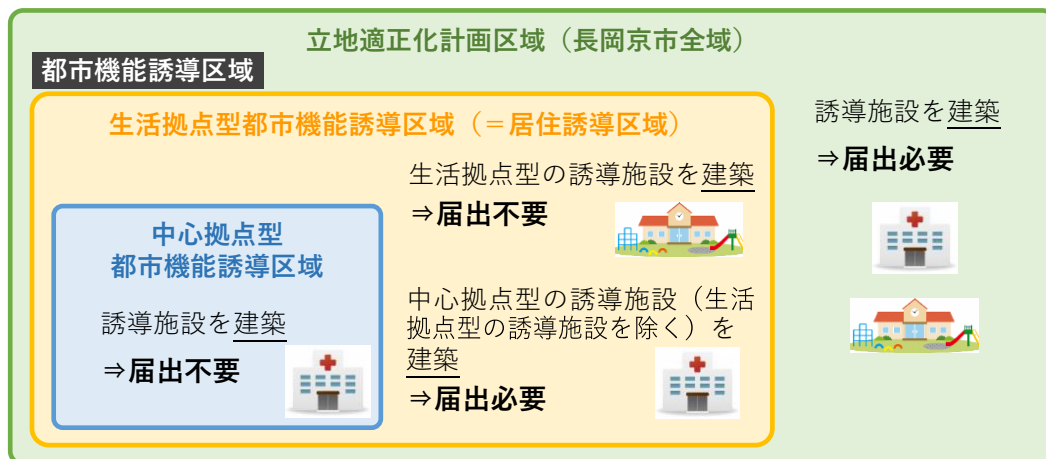 立地適正化計画区域（長岡京市全域）
都市機能誘導区域
生活拠点型都市機能誘導区域（＝居住誘導区域）
中心拠点型
都市機能誘導区域
誘導施設を建築
⇒届出不要
生活拠点型の誘導施設を建築
⇒届出不要
中心拠点型の誘導施設（生活
拠点型の誘導施設を除く）を
建築
⇒届出必要
誘導施設を建築
⇒届出必要